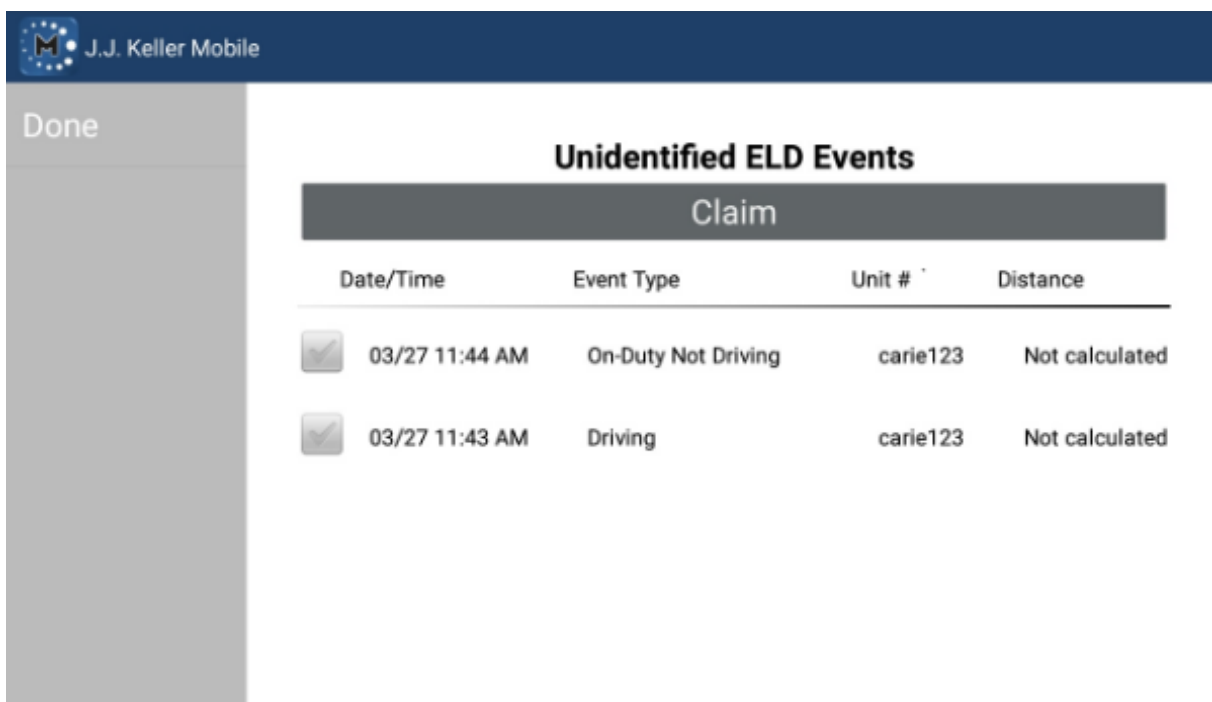 J.J. Keller Mobile
Done
Unidentified ELD Events
Claim
Date/Time Event Type Unit # Distance
03/27 11:44 AM On-Duty Not Driving carie123 Not calculated
03/27 11:43 AM Driving carie123 Not calculated